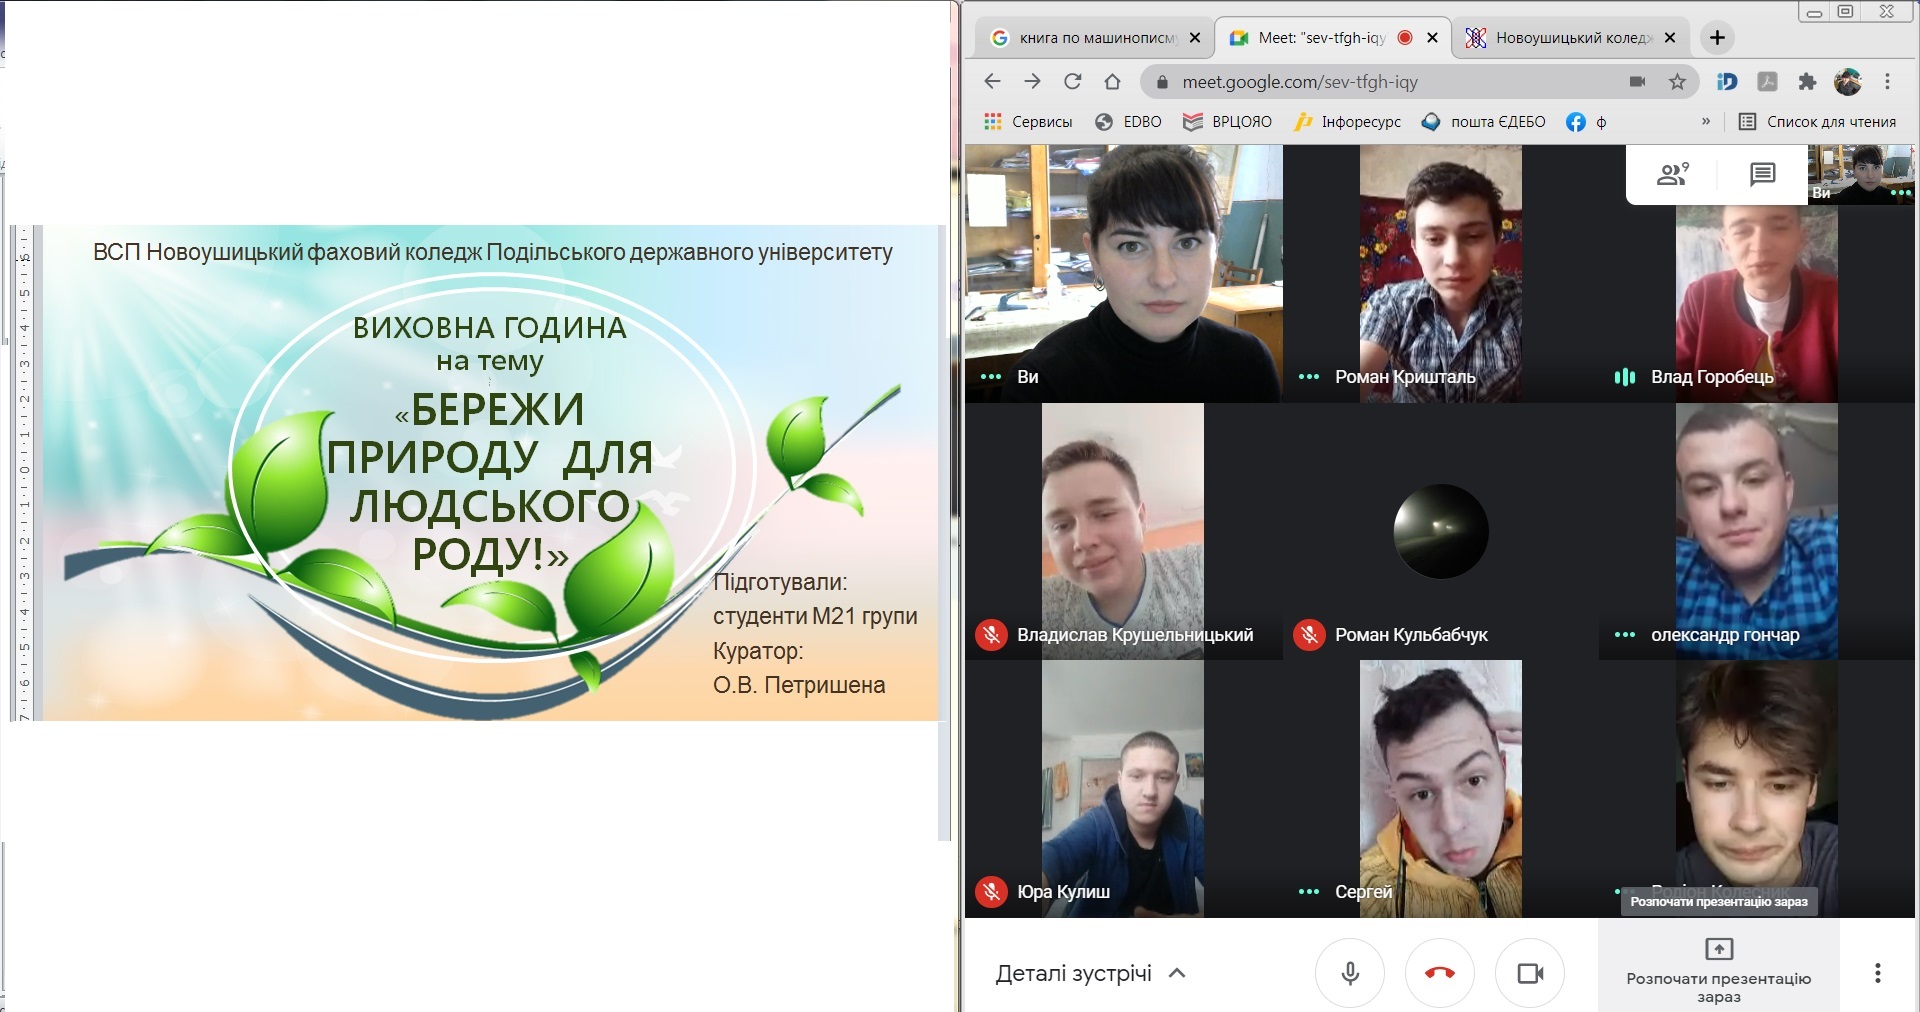 ВСП Новоушицький фаховий коледж Подільського державного університету
ВИХОВНА ГОДИНА
на тему
«БЕРЕЖИ
ПРИРОДУ ДЛЯ
ЛЮДСЬКОГО
РОДУ!»
Підготували:
студенти М21 групи
Куратор:
О.В. Петришена
книга по машинопису
Meet: "sev-tfgh-iqy
Новоушицький коледж
meet.google.com/sev-tfgh-iqy
Сервисы
EDBO
ВРЦОЯО
Інфоресурс
пошта ЄДЕБО
ф
»
Список для чтения
9
Ви
Ви
Роман Кришталь
Влад Горобець
Владислав Крушельницький
Роман Кульбабчук
олександр гончар
Юра Кулиш
Сергей
Родіон Колесник
Розпочати презентацію зараз
Деталі зустрічі
Розпочати презентацію
зараз